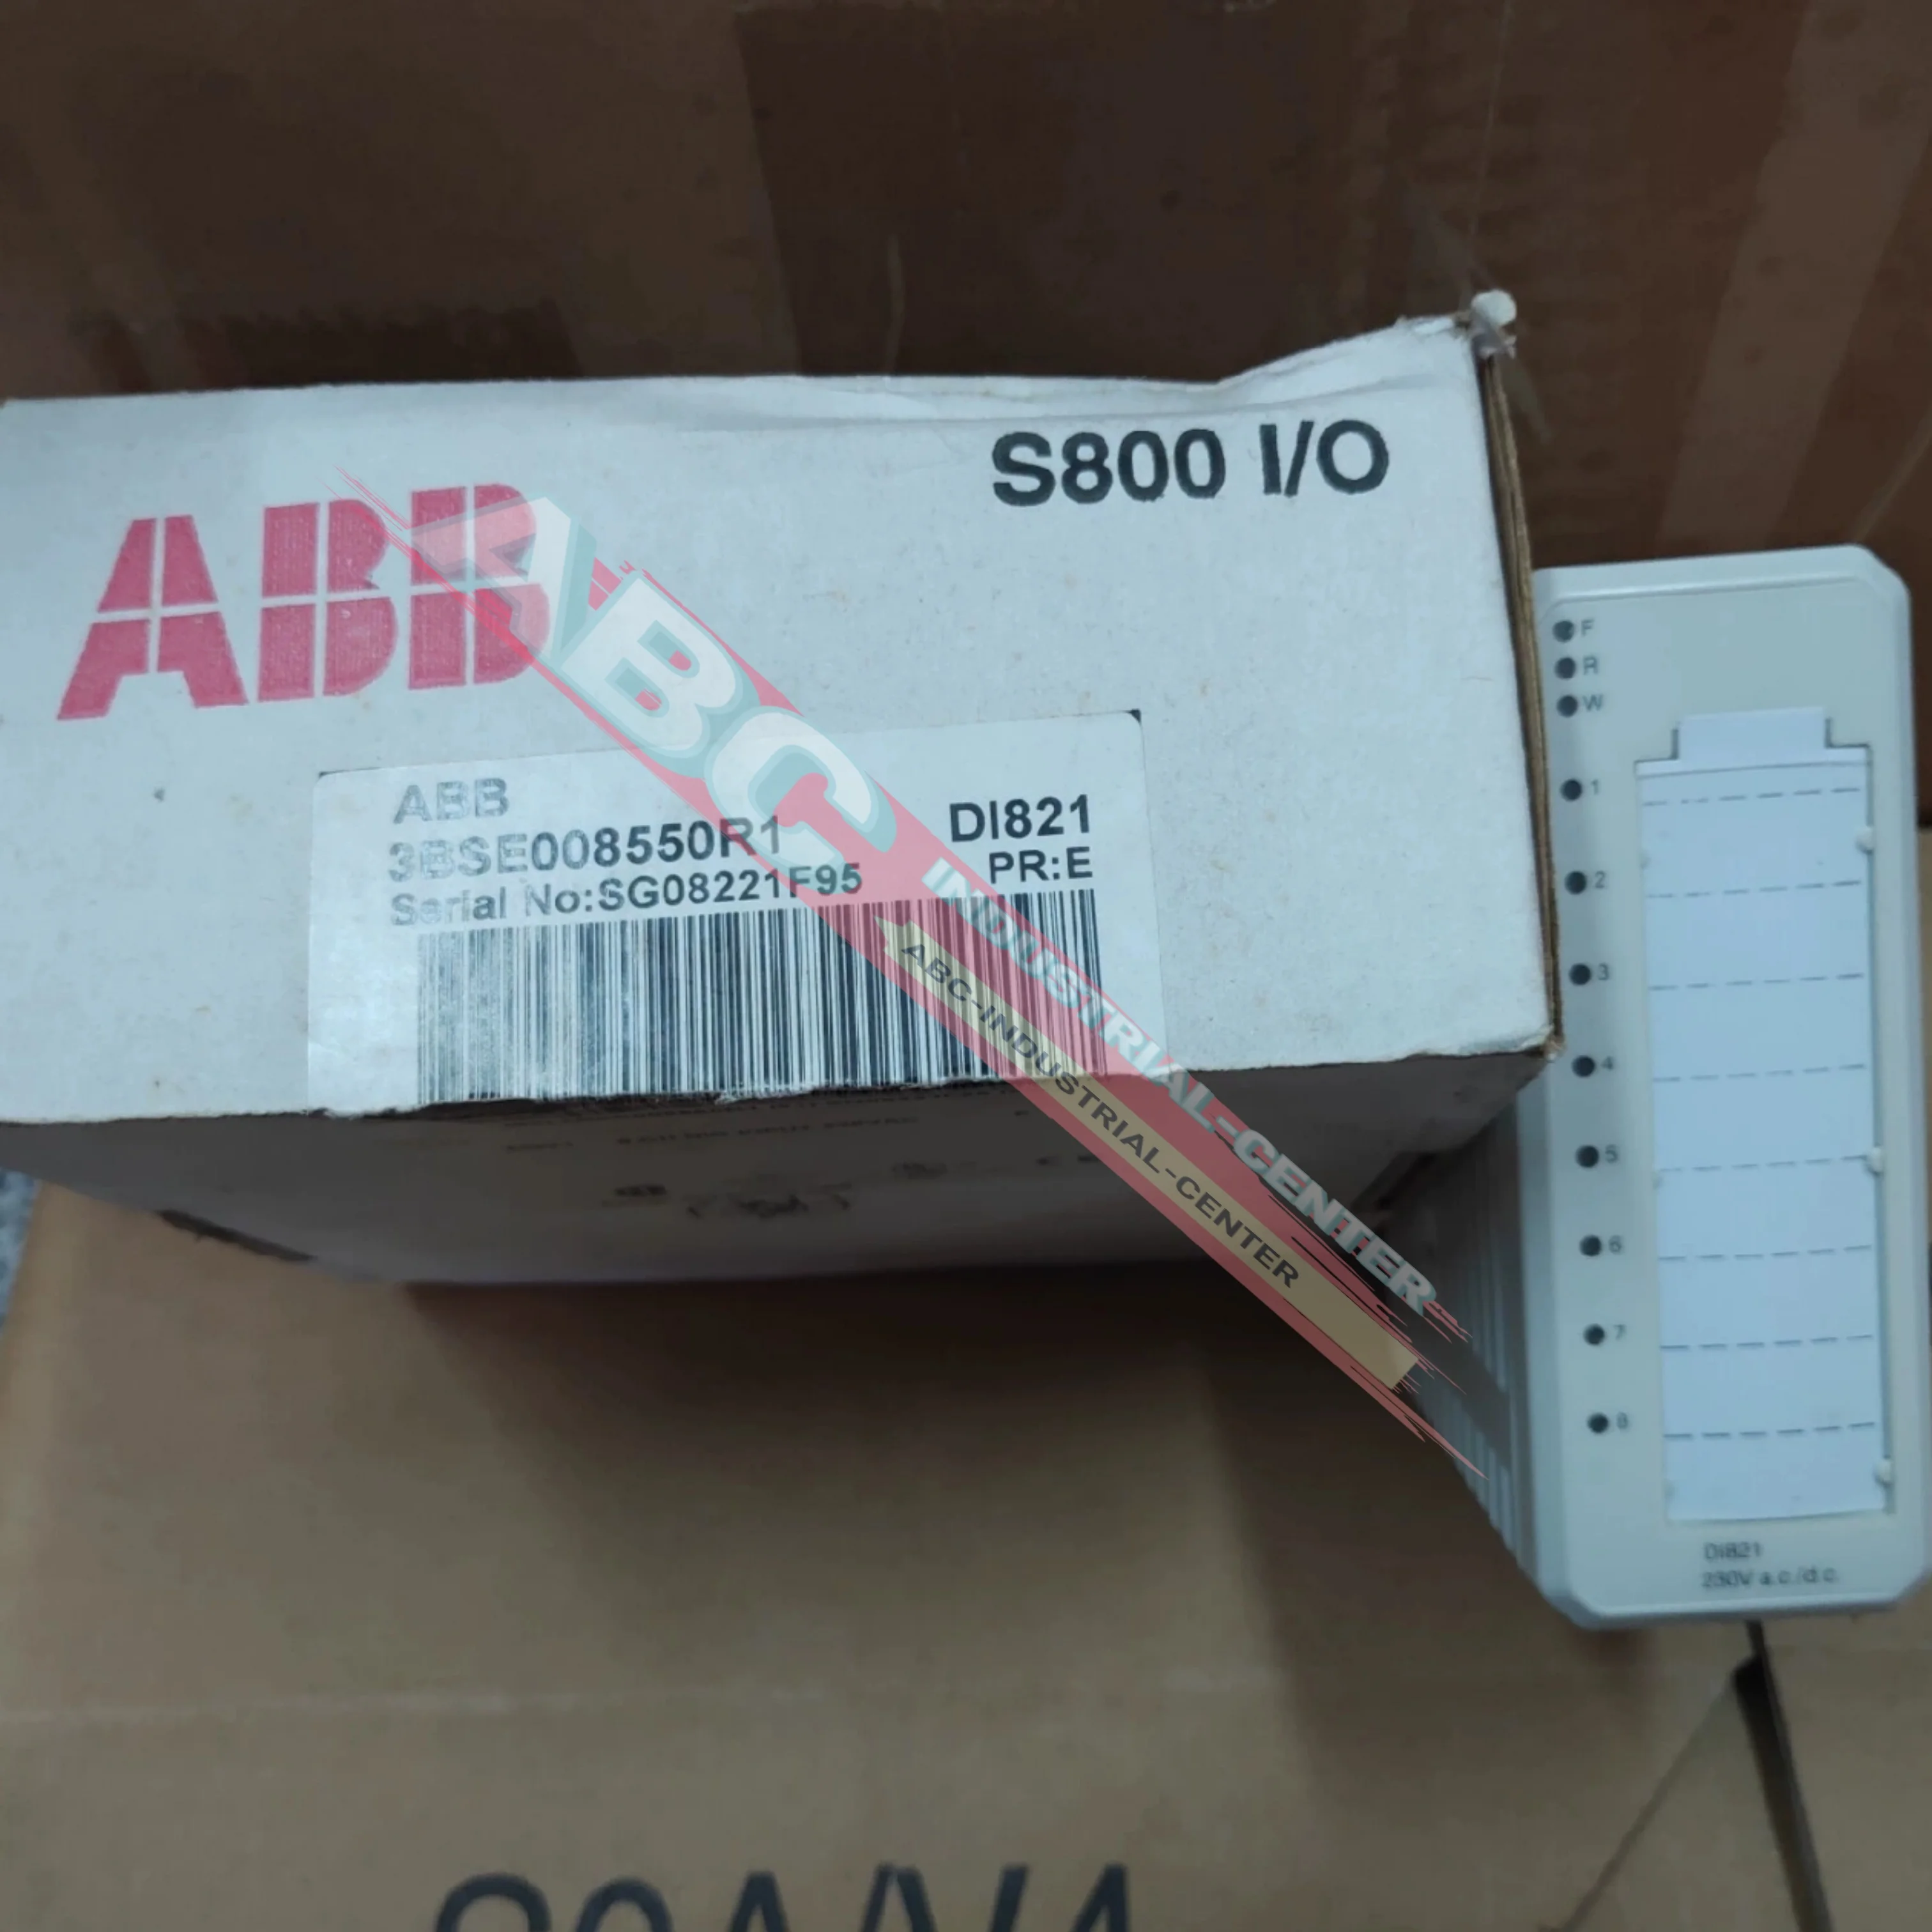 S800 I/O
ABB
ABC
INDUSTRIAL-CENTER
ABC-INDUSTRIAL-CENTER
ABB
3BSE008550R1
DI821
Serial No:SG08221F95
PR:E
F
R
W
1
2
3
4
5
6
7
8
DI821
230V a.c./d.c.